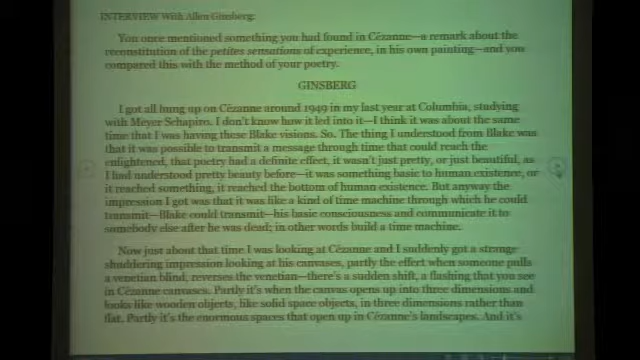 INTERVIEW With Allen Ginsberg:
You once mentioned something you had found in Cézanne—a remark about the
reconstitution of the petites sensations of experience, in his own painting—and you
compared this with the method of your poetry.
GINSBERG
I got all hung up on Cézanne around 1949 in my last year at Columbia, studying
with Meyer Schapiro. I don't know how it led into it—I think it was about the same
time that I was having these Blake visions. So. The thing I understood from Blake was
that it was possible to transmit a message through time that could reach the
enlightened, that poetry had a definite effect, it wasn't just pretty, or just beautiful, as
I had understood pretty beauty before—it was something basic to human existence, or
it reached something, it reached the bottom of human existence. But anyway the
impression I got was that it was like a kind of time machine through which he could
transmit—Blake could transmit—his basic consciousness and communicate it to
somebody else after he was dead; in other words build a time machine.
Now just about that time I was looking at Cézanne and I suddenly got a strange
shuddering impression looking at his canvases, partly the effect when someone pulls
a venetian blind, reverses the venetian—there's a sudden shift, a flashing that you see
in Cézanne canvases. Partly it's when the canvas opens up into three dimensions and
looks like wooden objects, like solid space objects, in three dimensions rather than
flat. Partly it's the enormous spaces that open up in Cézanne's landscapes. And it's